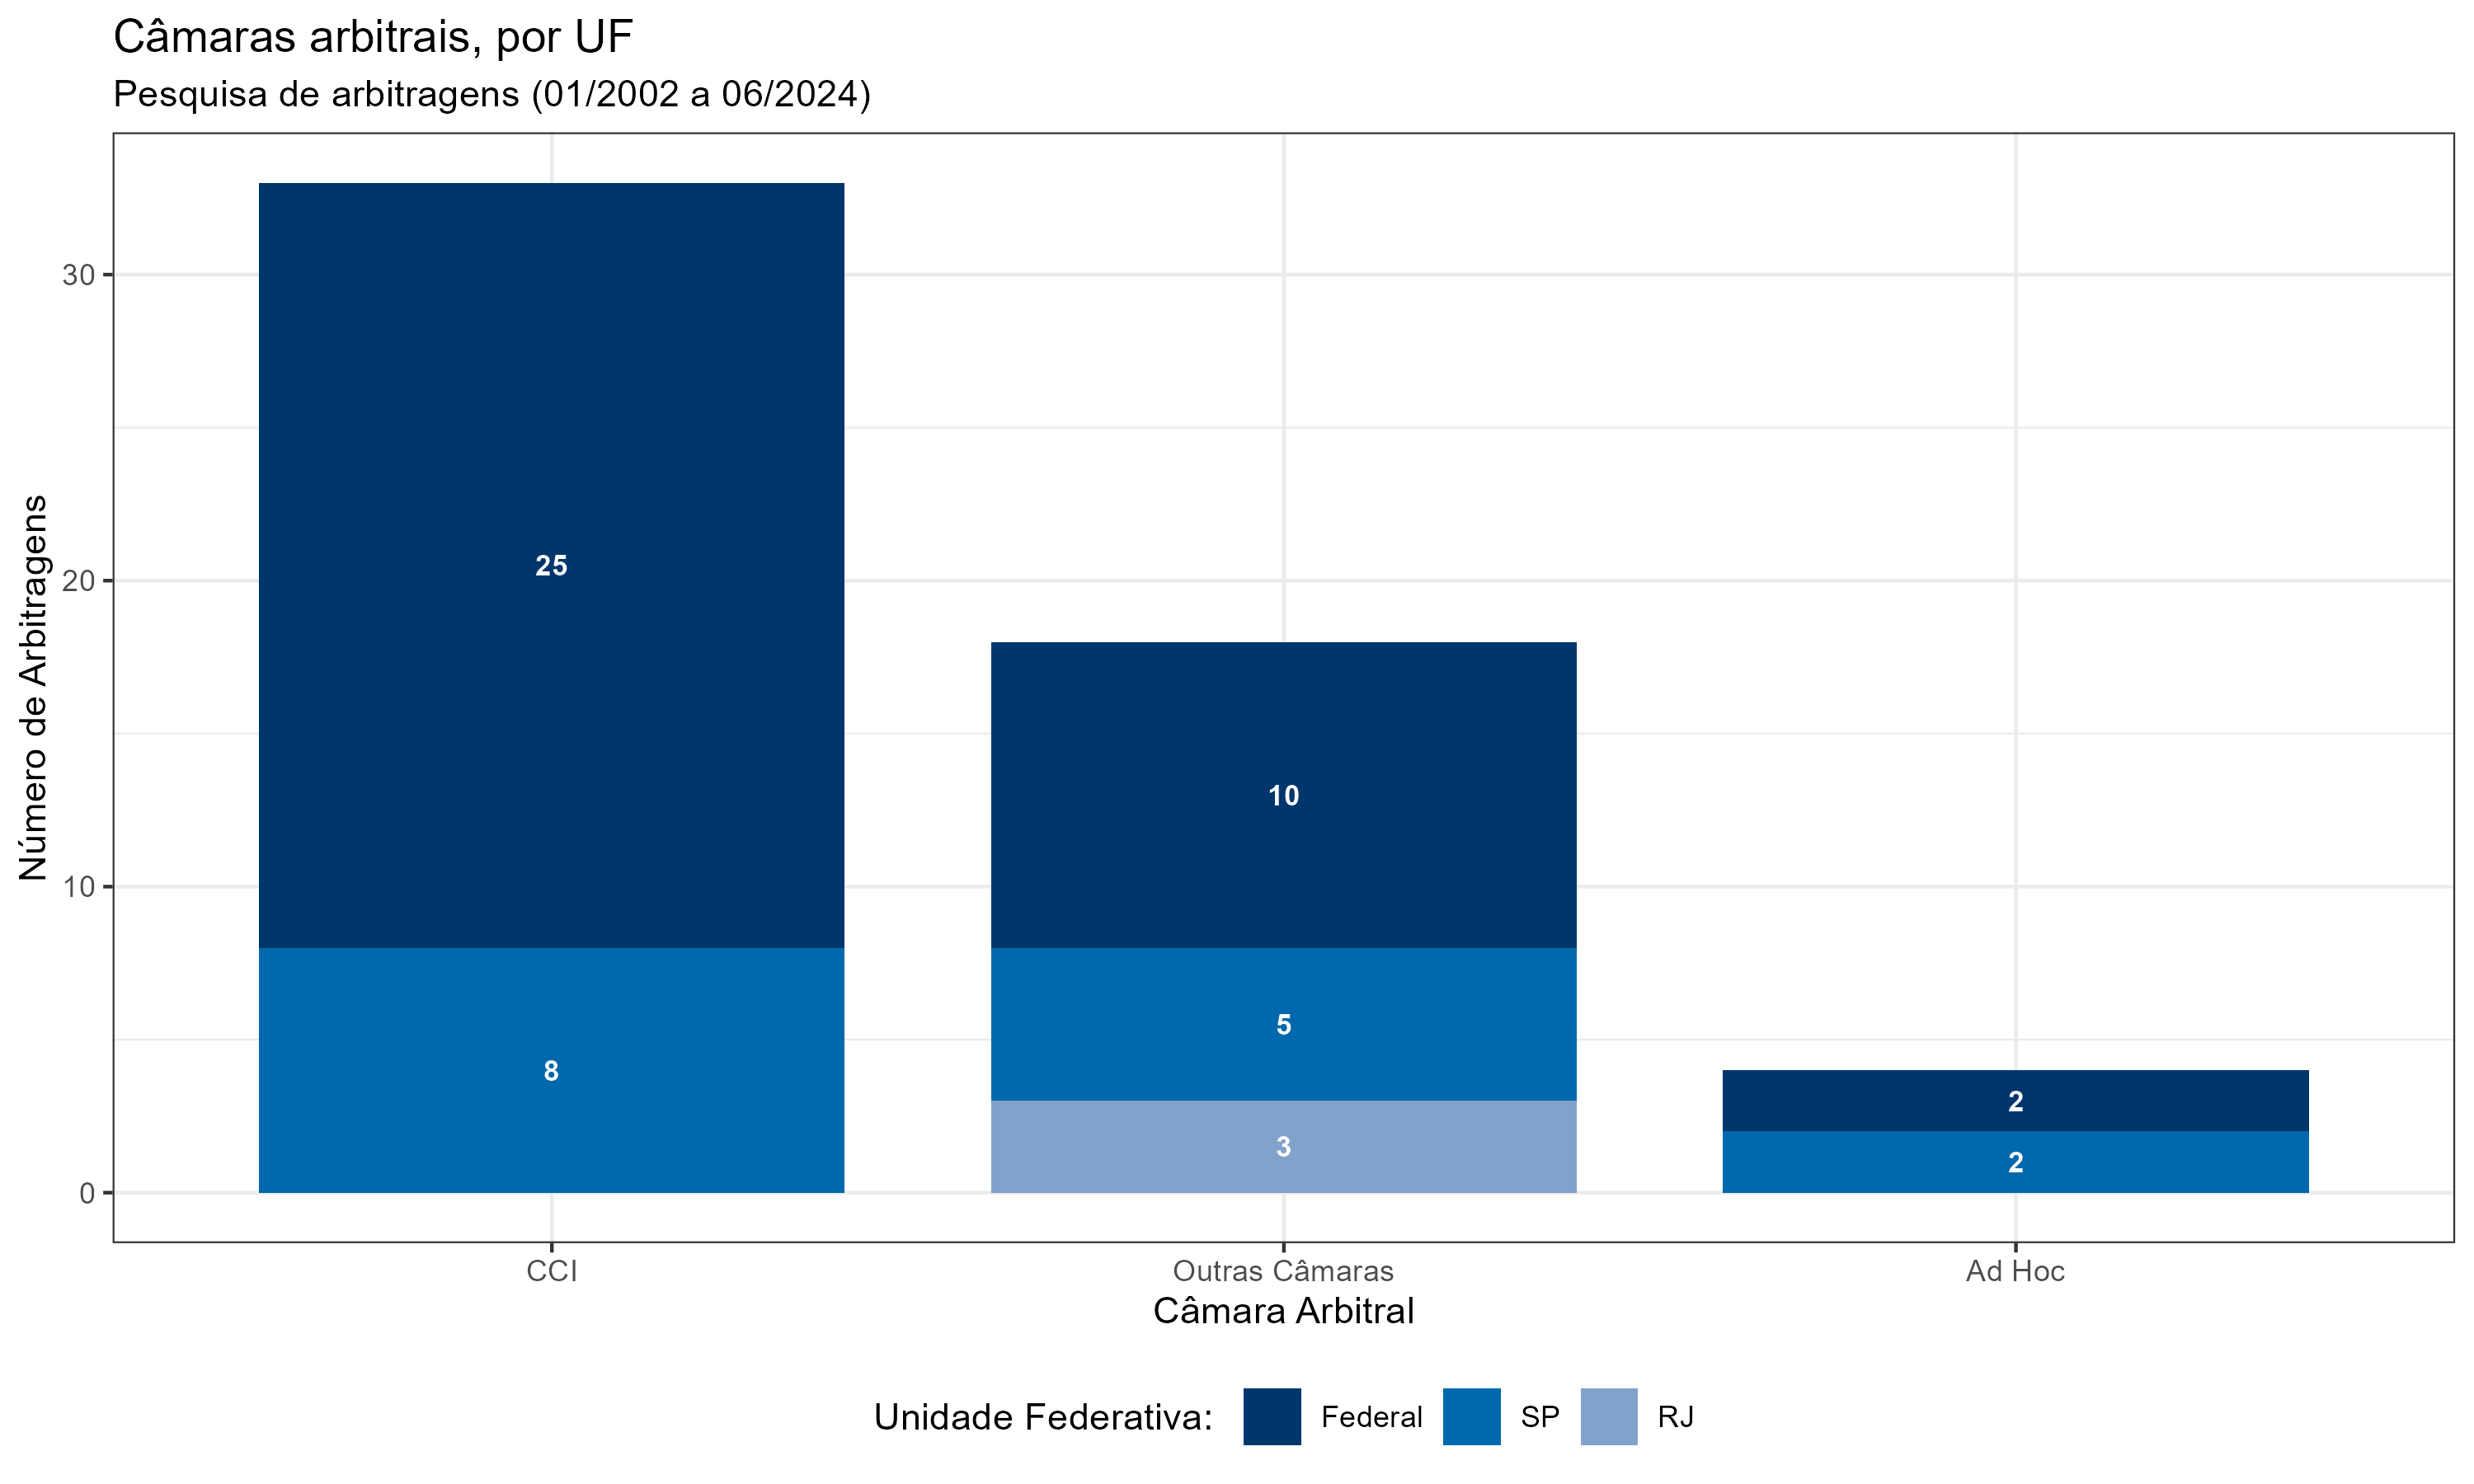 Câmaras arbitrais, por UF
Pesquisa de arbitragens (01/2002 a 06/2024)
Número de Arbitragens
30
20
10
0
25
8
10
5
3
2
2
CCI
Outras Câmaras
Ad Hoc
Câmara Arbitral
Unidade Federativa: Federal SP RJ